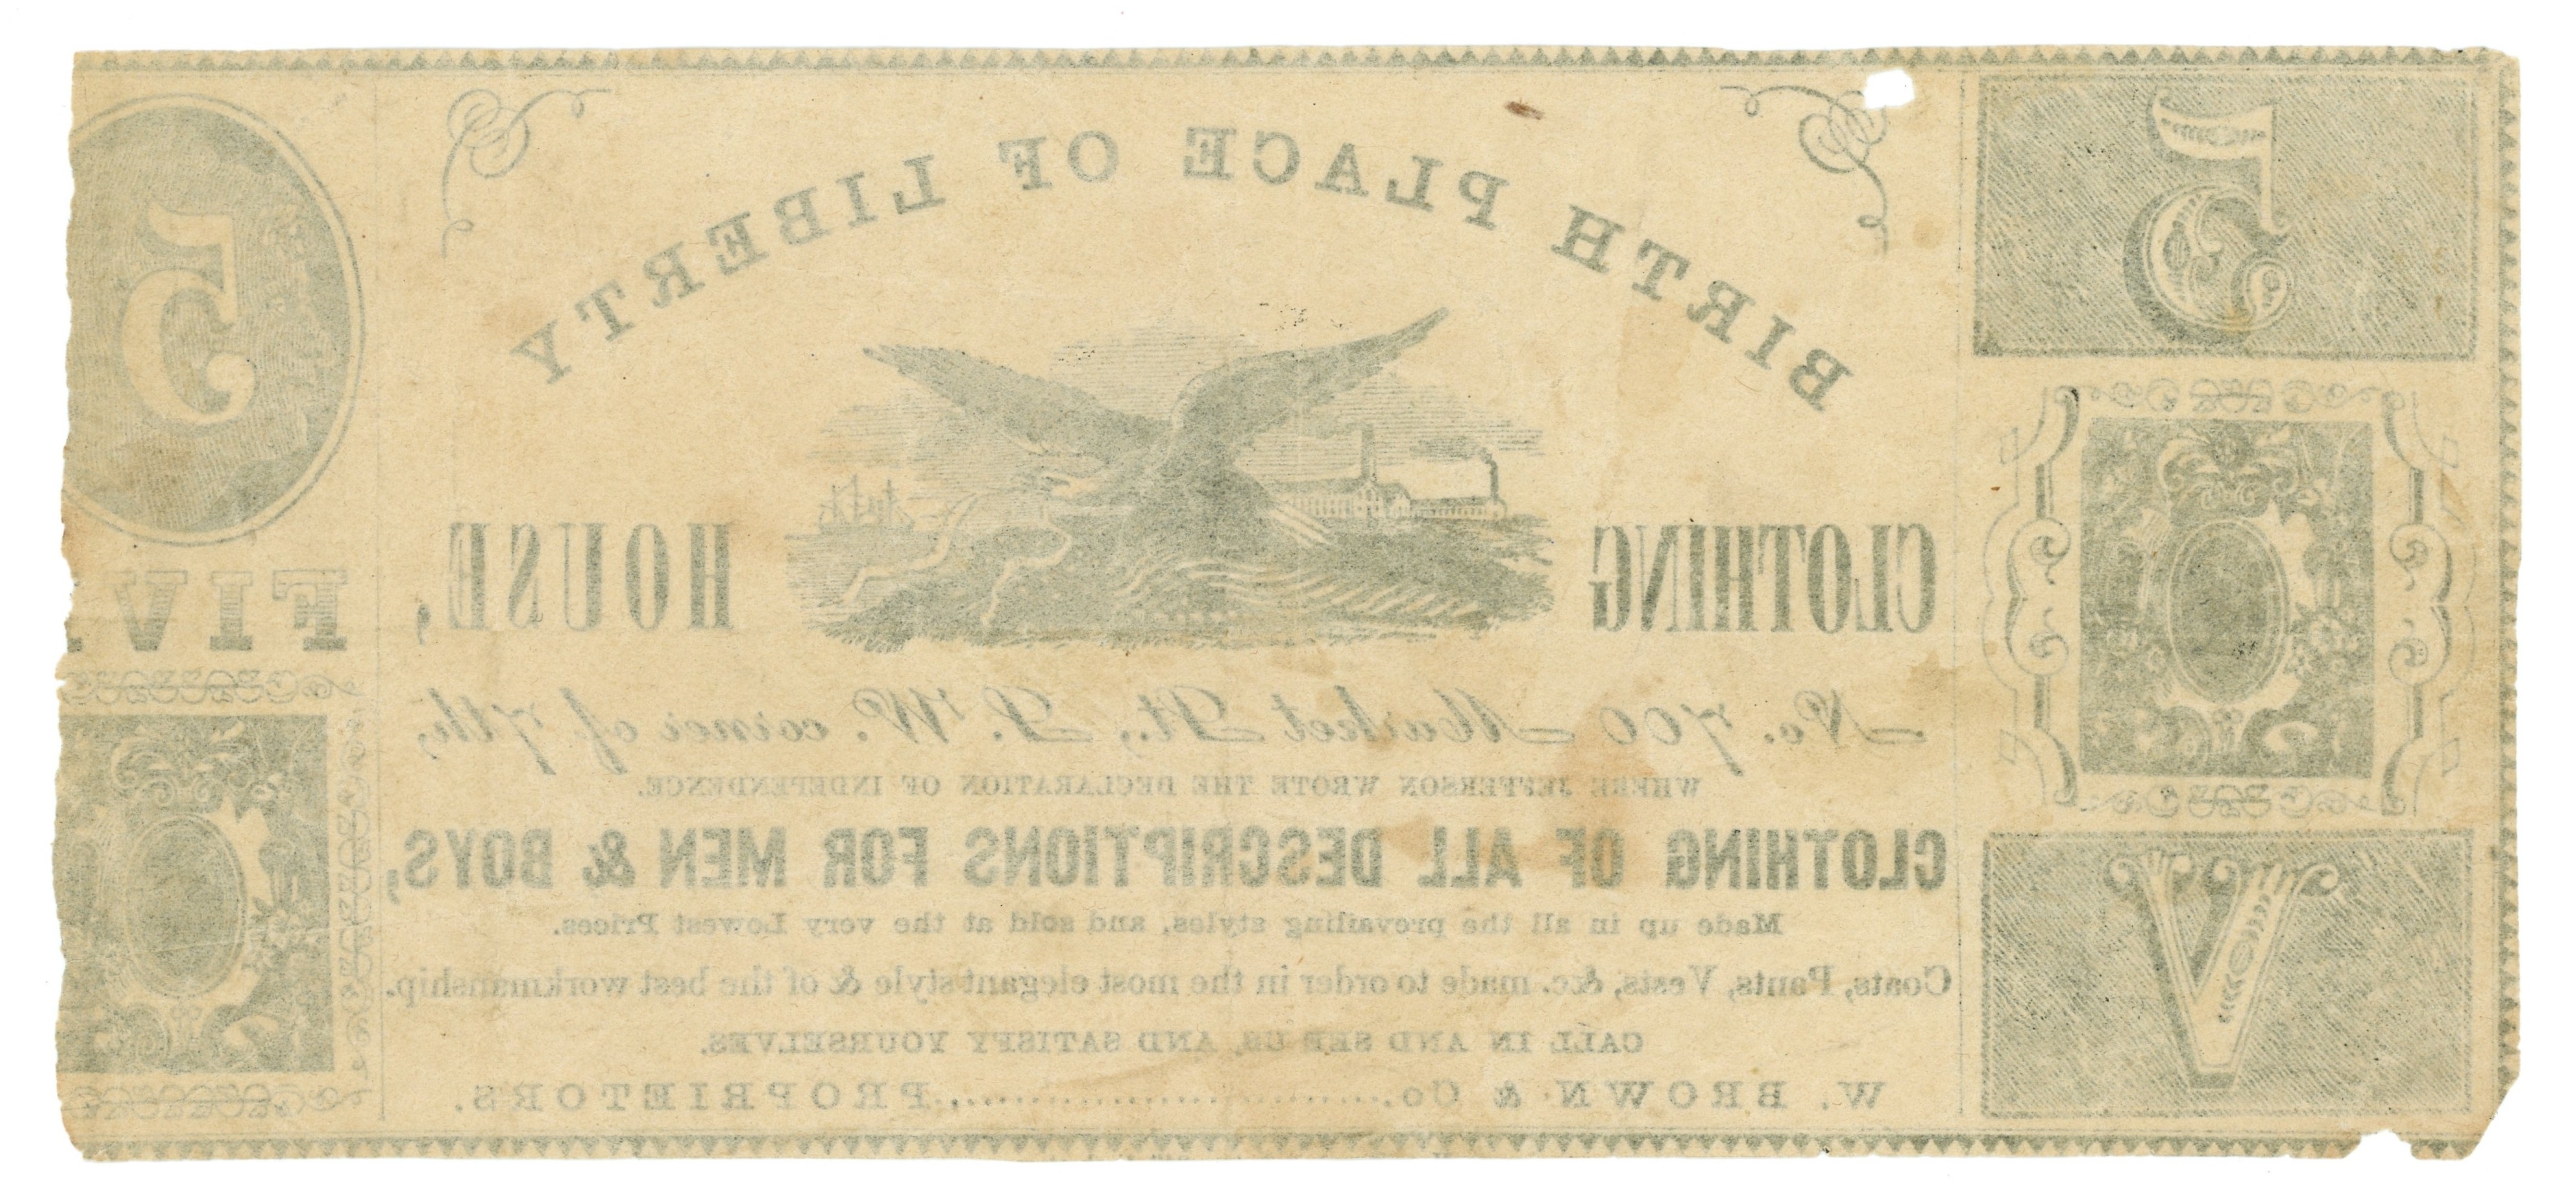 5
BIRTH PLACE OF LIBERTY
5
CLOTHING HOUSE,
FIV
No. 700 Market St., S. W. corner of 7th,
WHERE JEFFERSON WROTE THE DECLARATION OF INDEPENDENCE.
CLOTHING OF ALL DESCRIPTIONS FOR MEN & BOYS,
Made up in all the prevailing styles, and sold at the very Lowest Prices.
Coats, Pants, Vests, &c. made to order in the most elegant style & of the best workmanship.
CALL IN AND SEE US, AND SATISFY YOURSELVES.
V
W. BROWN & Co.............................., PROPRIETORS.